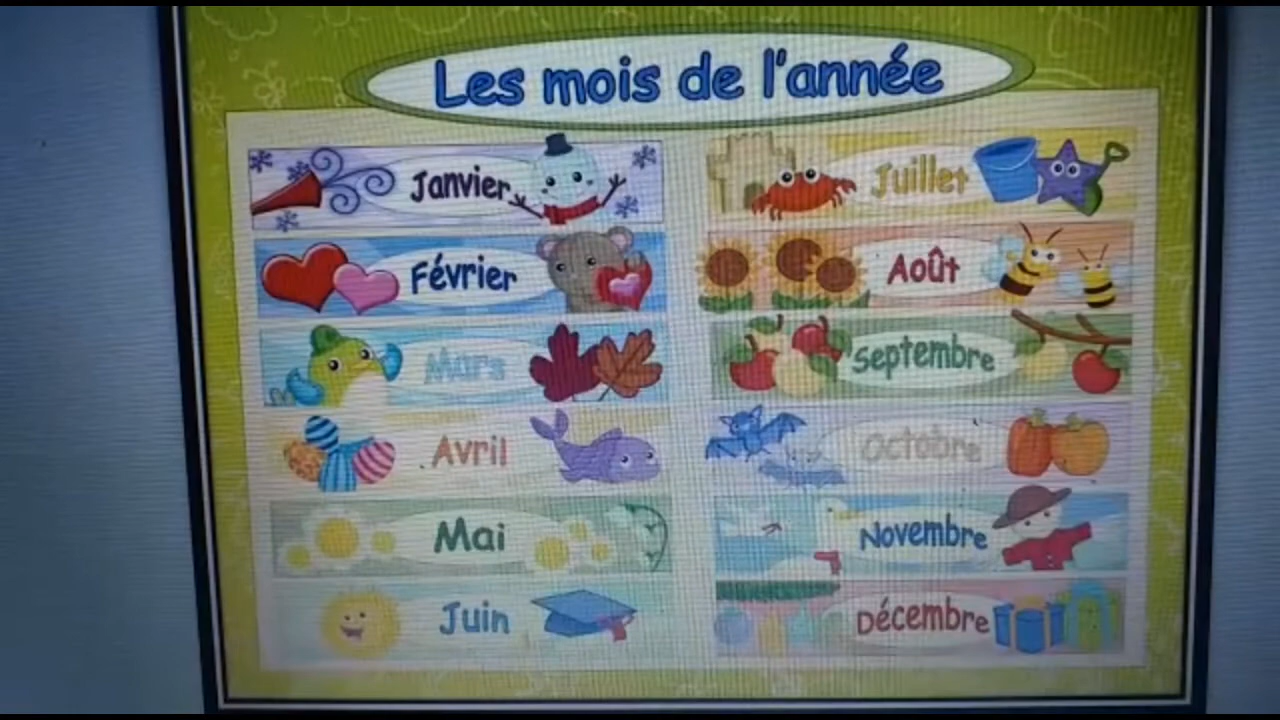 Les mois de l'année
Janvier
Février
Mars
Avril
Mai
Juin
Juillet
Août
Septembre
Octobre
Novembre
Décembre